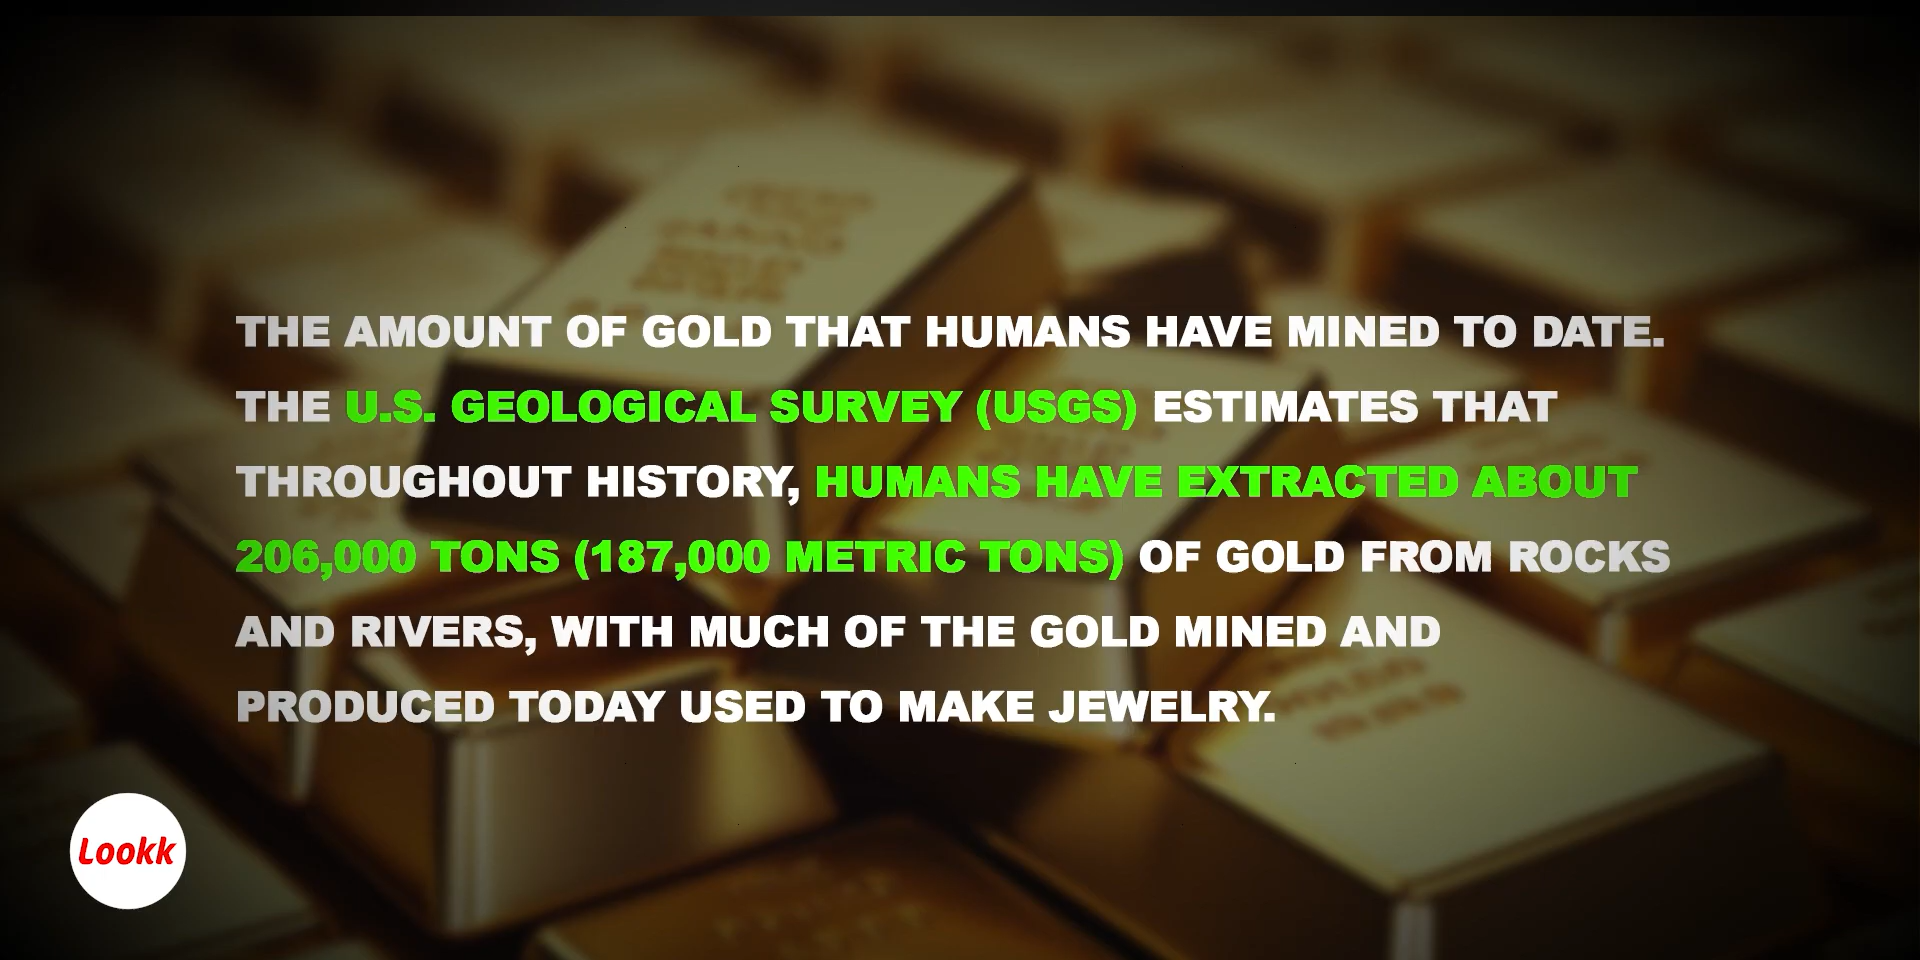 THE AMOUNT OF GOLD THAT HUMANS HAVE MINED TO DATE.
THE U.S. GEOLOGICAL SURVEY (USGS) ESTIMATES THAT
THROUGHOUT HISTORY, HUMANS HAVE EXTRACTED ABOUT
206,000 TONS (187,000 METRIC TONS) OF GOLD FROM ROCKS
AND RIVERS, WITH MUCH OF THE GOLD MINED AND
PRODUCED TODAY USED TO MAKE JEWELRY.
Lookk